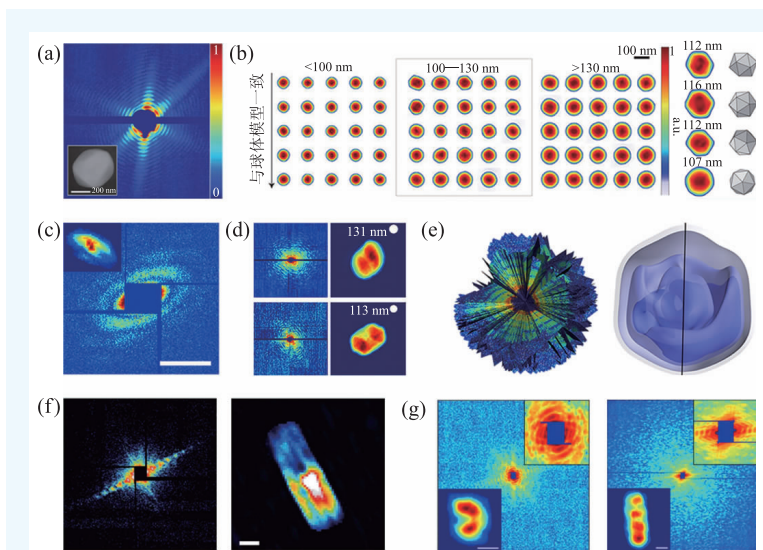 (a)
1
0
200 nm
(b)
与球体模型一致
<100 nm
100—130 nm
>130 nm
100 nm
1
a.u.
112 nm
116 nm
112 nm
107 nm
(c)
(d)
131 nm
113 nm
(e)
(f)
(g)